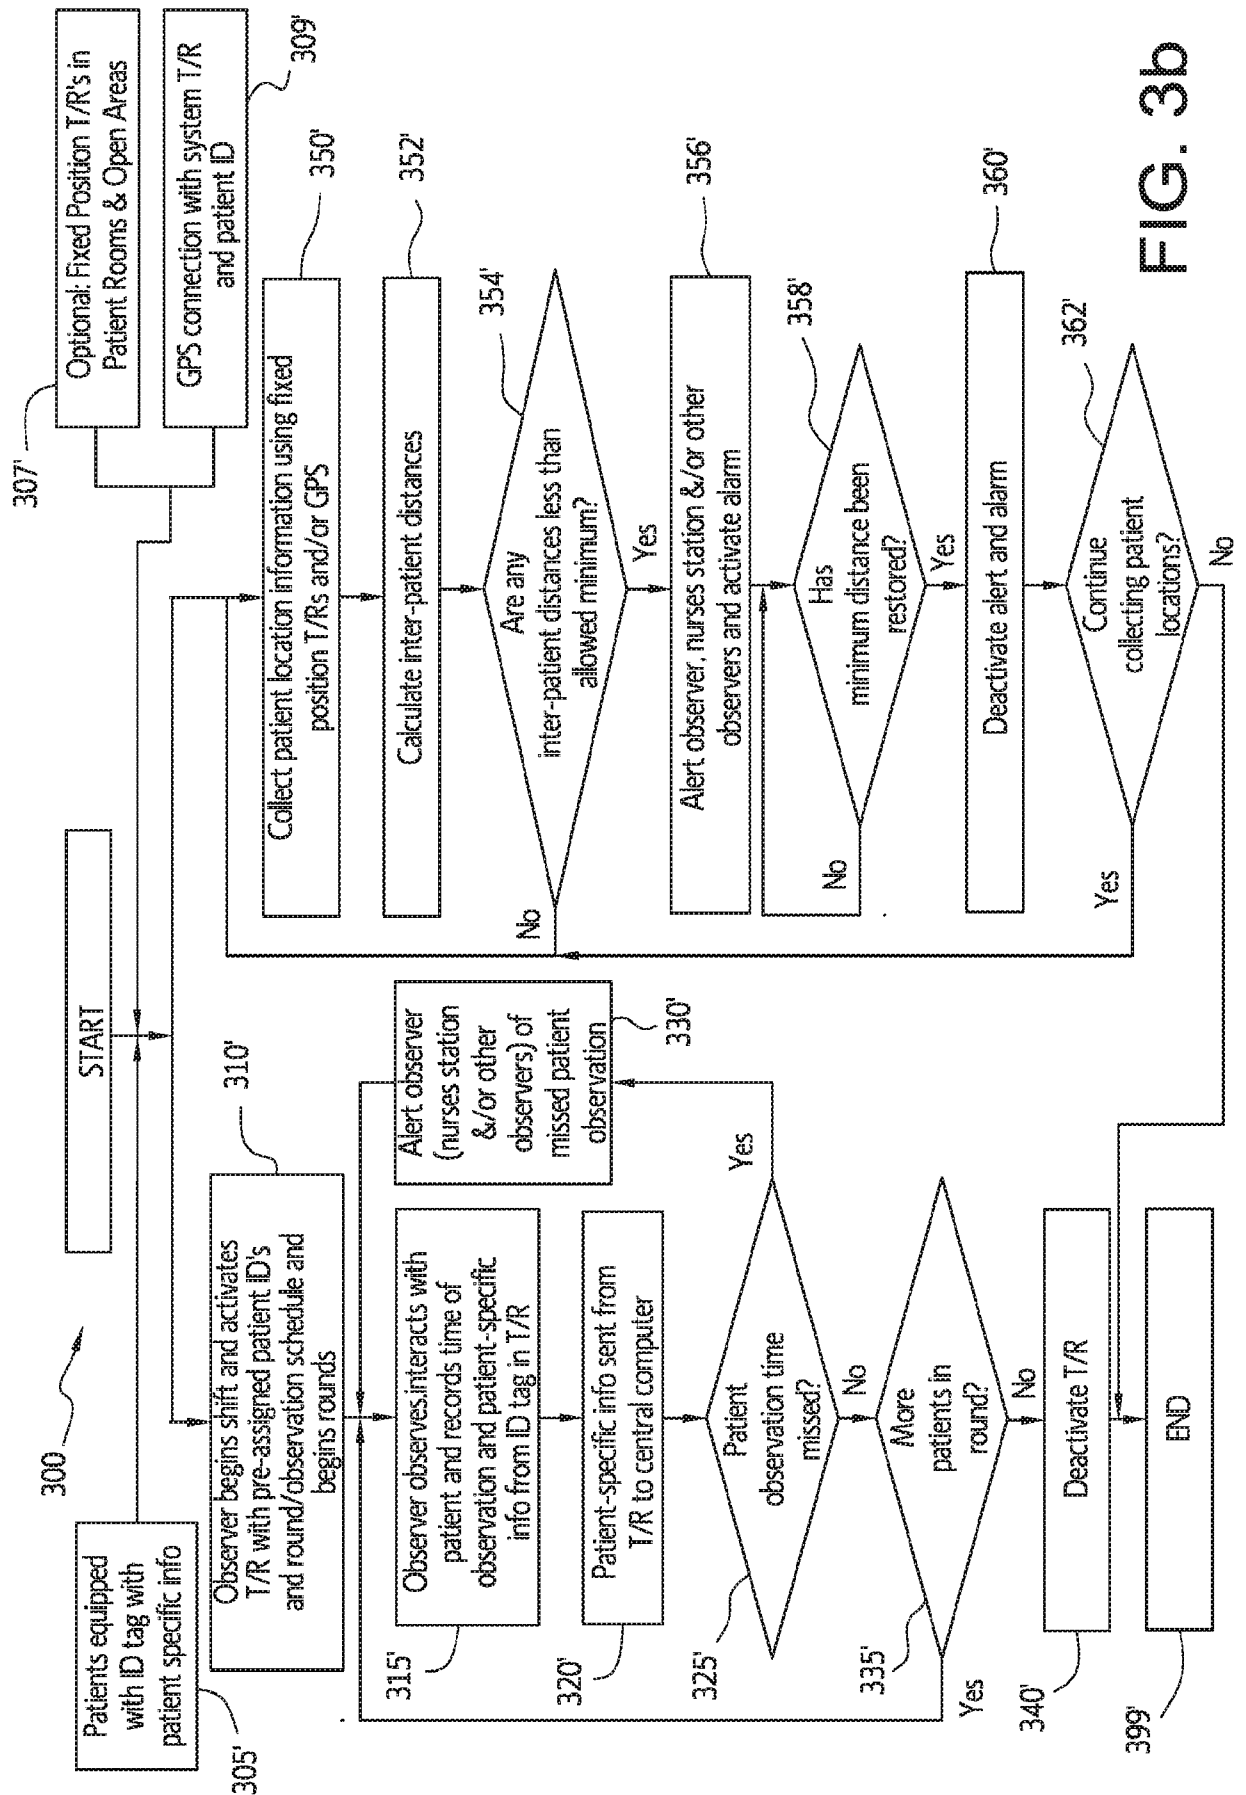 300
START
Patients equipped
with ID tag with
patient specific info
305'
307'
Optional: Fixed Position T/R's in
Patient Rooms & Open Areas
GPS connection with system T/R
and patient ID
309'
Observer begins shift and activates
T/R with pre-assigned patient ID's
and round/observation schedule and
begins rounds
310'
Observer observes.interacts with
patient and records time of
observation and patient-specific
info from ID tag in T/R
315'
Patient-specific info sent from
T/R to central computer
320'
Patient
observation time
missed?
325'
Yes
No
Alert observer
(nurses station
&/or other
observers) of
missed patient
observation
330'
More
patients in
round?
335'
Yes
No
Deactivate T/R
340'
END
399'
Collect patient location information using fixed
position T/Rs and/or GPS
350'
Calculate inter-patient distances
352'
Are any
inter-patient distances less than
allowed minimum?
354'
No
Yes
Alert observer, nurses station &/or other
observers and activate alarm
356'
Has
minimum distance been
restored?
358'
No
Yes
Deactivate alert and alarm
360'
Continue
collecting patient
locations?
362'
Yes
No
FIG. 3b